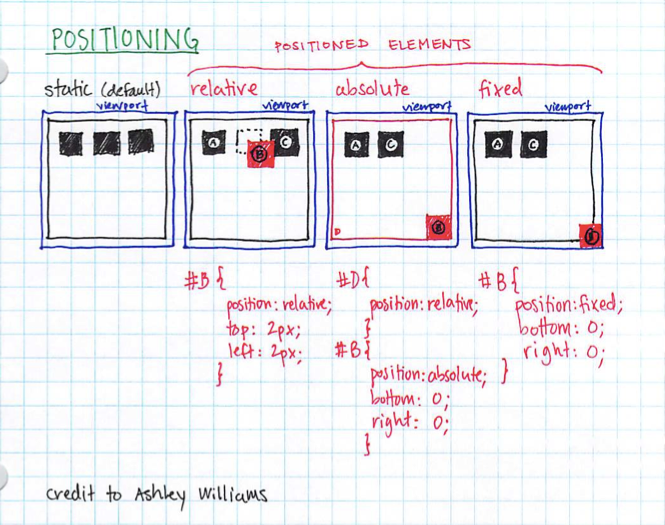 POSITIONING
POSITIONED ELEMENTS
static (default)
relative
absolute
fixed
viewport
viewport
viewport
viewport
A
B
C
A
C
D
B
A
C
B
#B {
position: relative;
top: 2px;
left: 2px;
}
#D {
position: relative;
}
#B {
position: absolute;
bottom: 0;
right: 0;
}
#B {
position: fixed;
bottom: 0;
right: 0;
}
credit to Ashley Williams